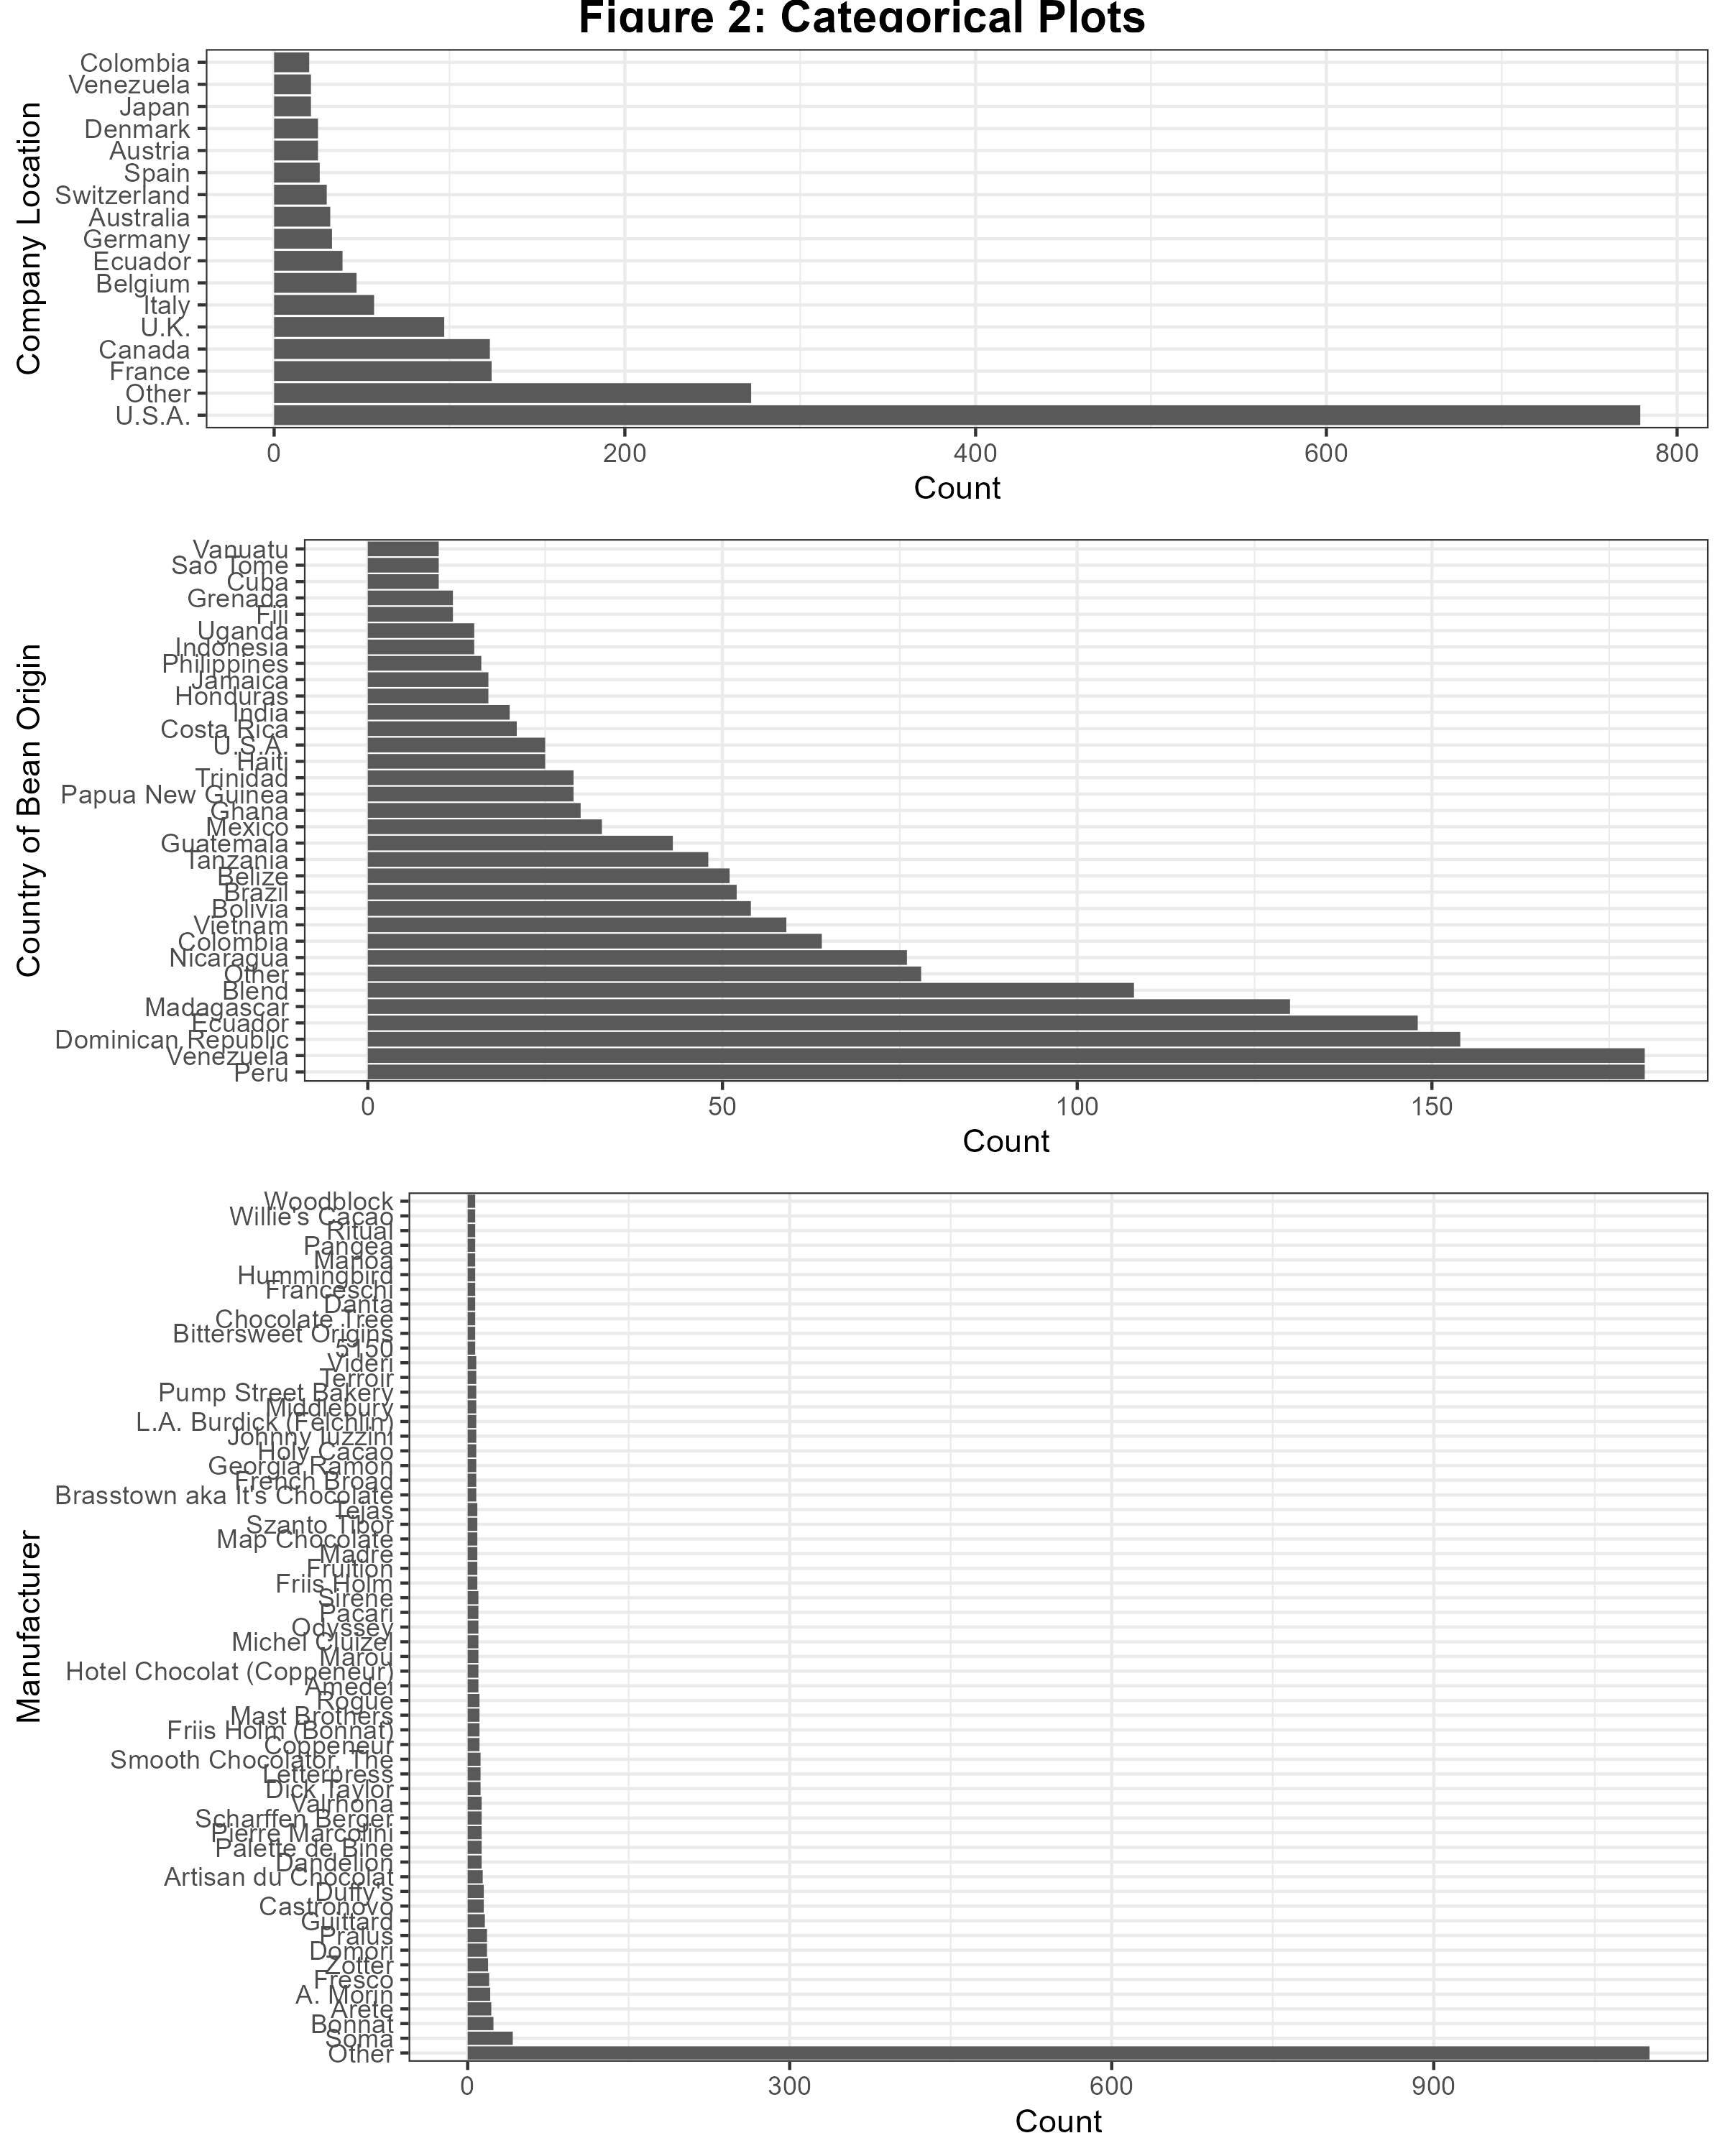 Figure 2: Categorical Plots
Company Location
Colombia
Venezuela
Japan
Denmark
Austria
Spain
Switzerland
Australia
Germany
Ecuador
Belgium
Italy
U.K.
Canada
France
Other
U.S.A.
0 200 400 600 800
Count
Country of Bean Origin
Vanuatu
Sao Tome
Cuba
Grenada
Fiji
Uganda
Indonesia
Philippines
Jamaica
Honduras
India
Costa Rica
U.S.A.
Haiti
Trinidad
Papua New Guinea
Ghana
Mexico
Guatemala
Tanzania
Belize
Brazil
Bolivia
Vietnam
Colombia
Nicaragua
Other
Blend
Madagascar
Ecuador
Dominican Republic
Venezuela
Peru
0 50 100 150
Count
Manufacturer
Woodblock
Willie's Cacao
Ritual
Pangea
Manoa
Hummingbird
Franceschi
Danta
Chocolate Tree
Bittersweet Origins
5150
Videri
Terroir
Pump Street Bakery
Middlebury
L.A. Burdick (Felchlin)
Johnny Iuzzini
Holy Cacao
Georgia Ramon
French Broad
Brasstown aka It's Chocolate
Tejas
Szanto Tibor
Map Chocolate
Madre
Fruition
Friis Holm
Sirene
Pacari
Odyssey
Michel Cluizel
Marou
Hotel Chocolat (Coppeneur)
Amedei
Rogue
Mast Brothers
Friis Holm (Bonnat)
Coppeneur
Smooth Chocolator, The
Letterpress
Dick Taylor
Valrhona
Scharffen Berger
Pierre Marcolini
Palette de Bine
Dandelion
Artisan du Chocolat
Duffy's
Castronovo
Guittard
Pralus
Domori
Zotter
Fresco
A. Morin
Arete
Bonnat
Soma
Other
0 300 600 900
Count